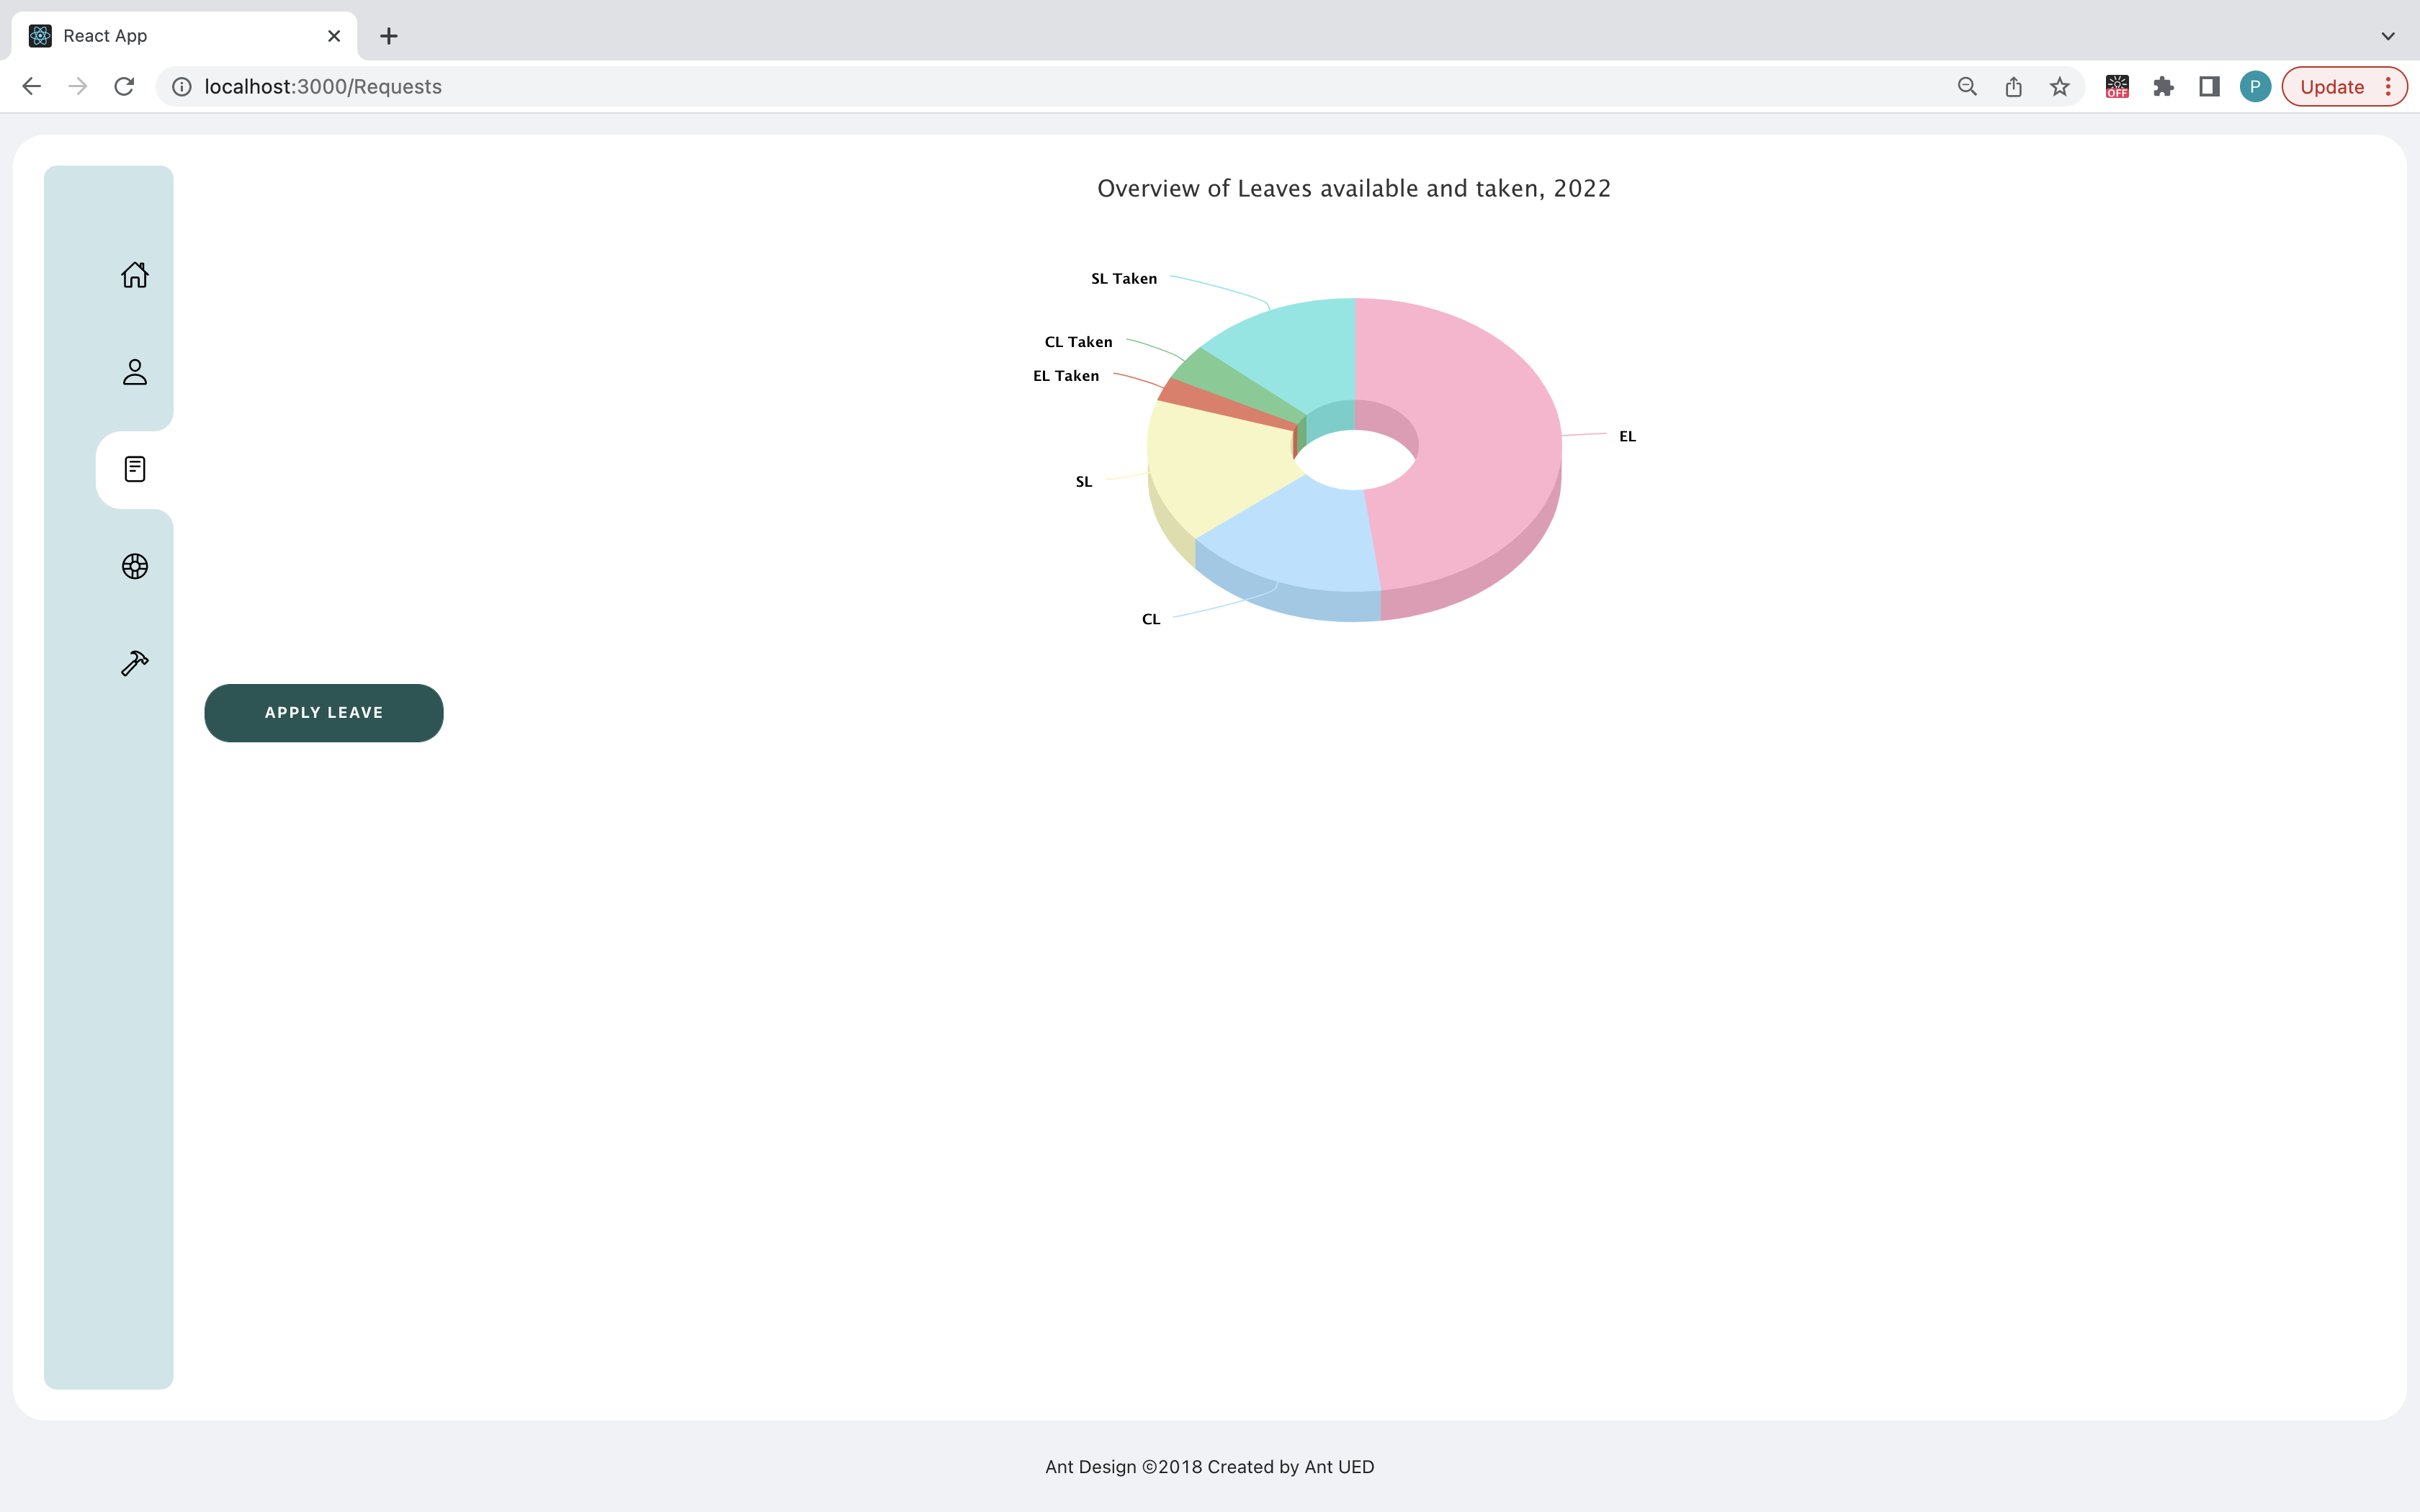 React App
localhost:3000/Requests
OFF
P
Update
Overview of Leaves available and taken, 2022
SL Taken
CL Taken
EL Taken
EL
SL
CL
APPLY LEAVE
Ant Design ©2018 Created by Ant UED